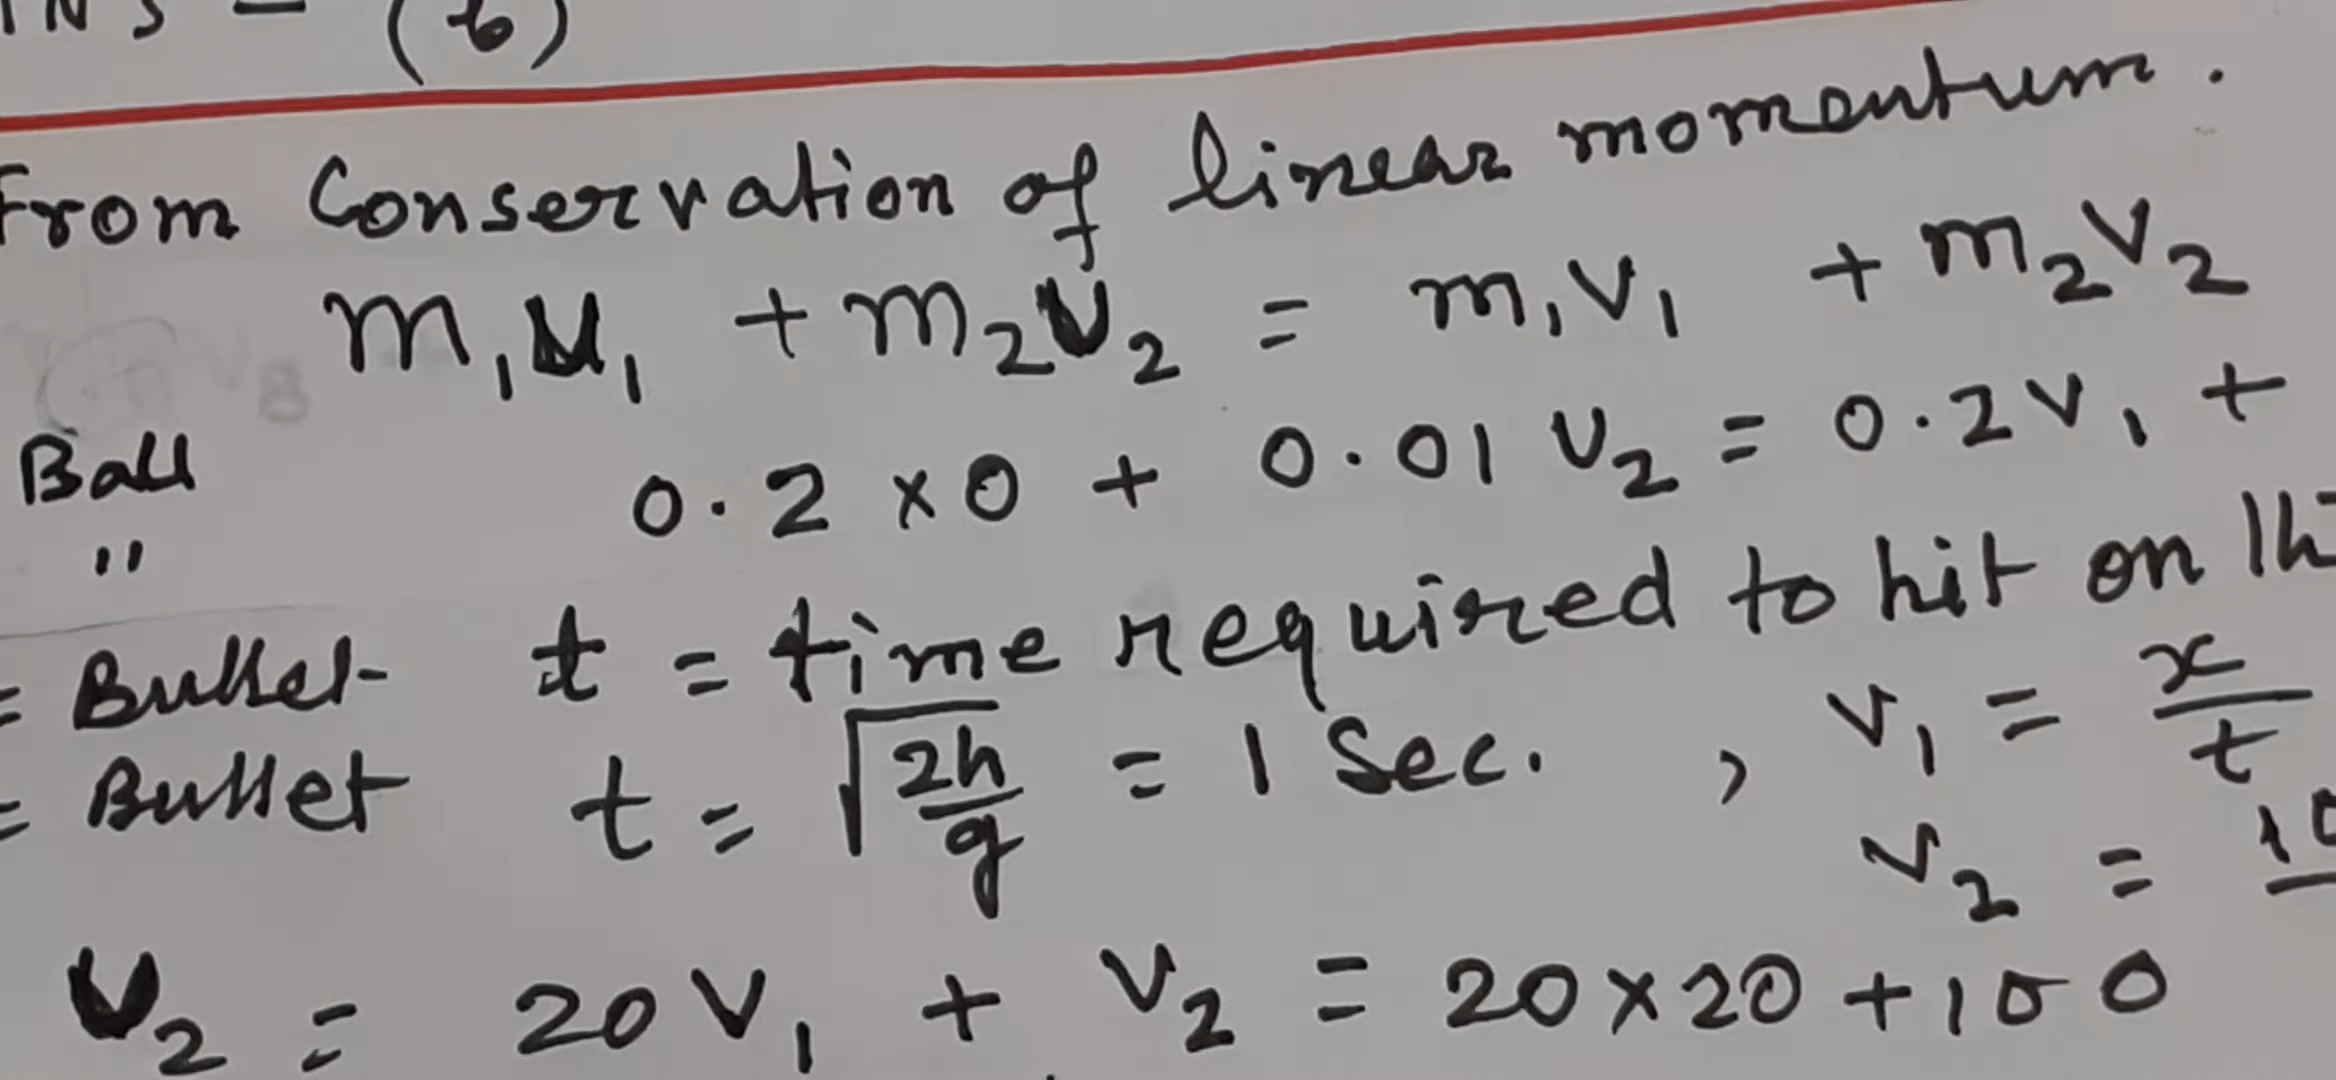 (b)
From Conservation of linear momentum.
m₁u₁ + m₂u₂ = m₁v₁ + m₂v₂
Ball 0.2 × 0 + 0.01 u₂ = 0.2 v₁ +
" t = time required to hit on
= Bullet t = √(2h/g) = 1 Sec. , v₁ = x/t
= Bullet v₂ =
u₂ = 20 v₁ + v₂ = 20 × 20 + 100